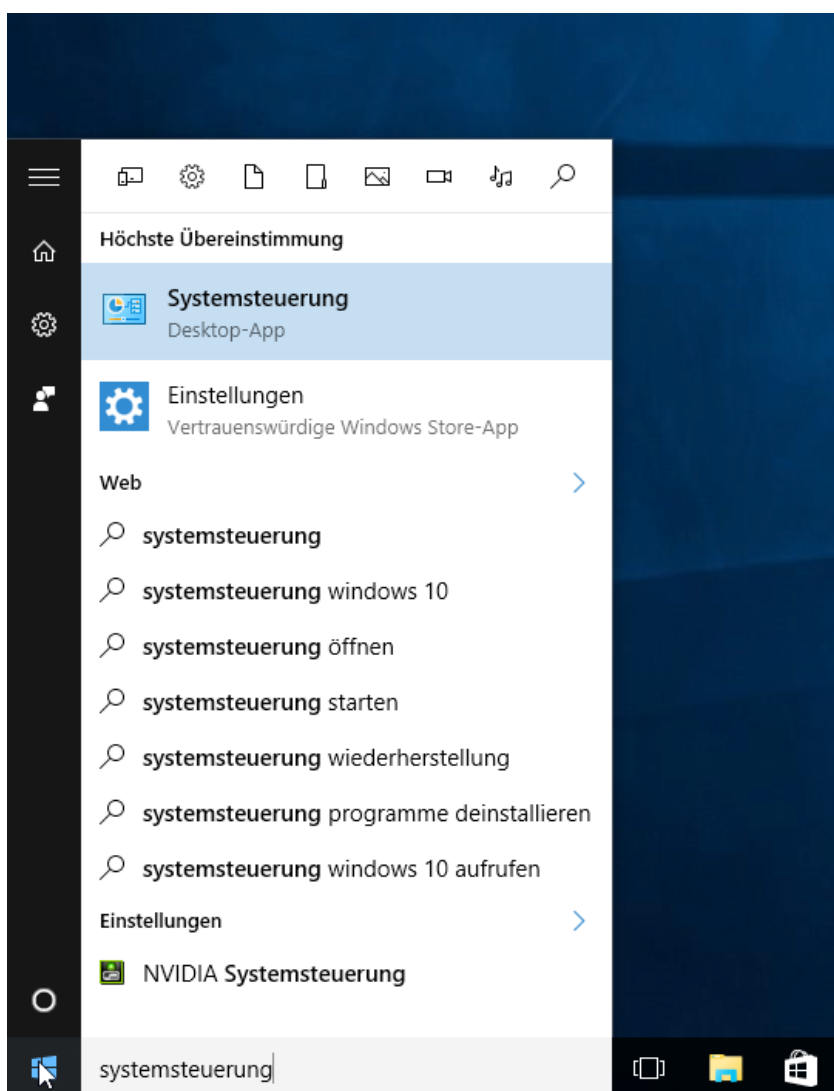 Höchste Übereinstimmung
Systemsteuerung
Desktop-App
Einstellungen
Vertrauenswürdige Windows Store-App
Web
systemsteuerung
systemsteuerung windows 10
systemsteuerung öffnen
systemsteuerung starten
systemsteuerung wiederherstellung
systemsteuerung programme deinstallieren
systemsteuerung windows 10 aufrufen
Einstellungen
NVIDIA Systemsteuerung
systemsteuerung